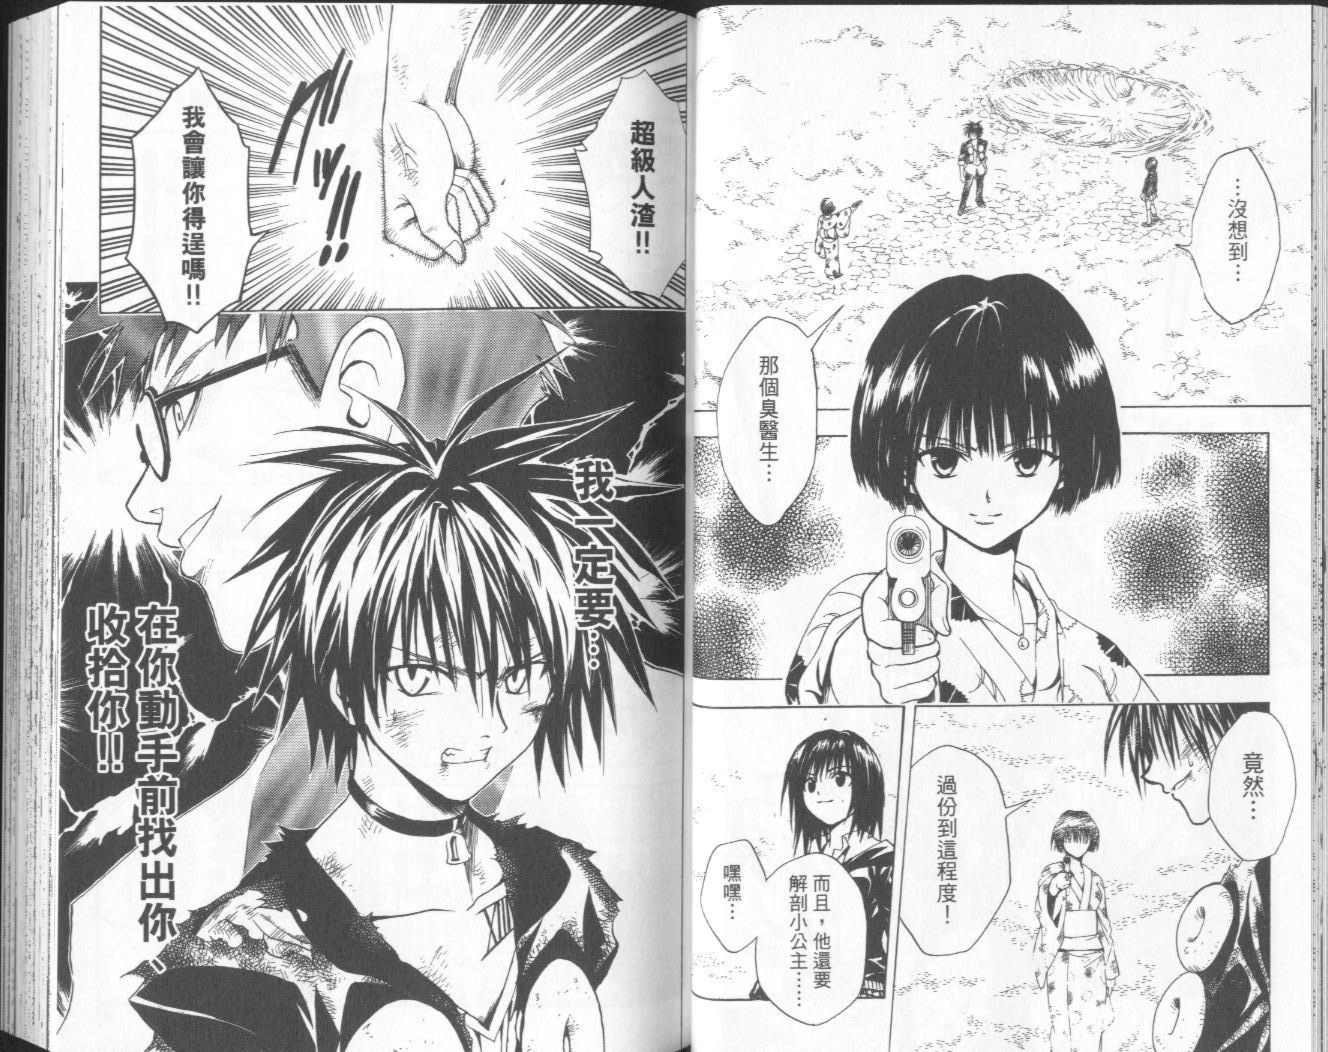 …沒想到…
那個臭醫生…
竟然…
過份到這程度！
而且，他還要
解剖小公主……
嘿嘿…
超級人渣!!
我會讓你得逞嗎!!
我一定要…
在你動手前找出你、
收拾你!!